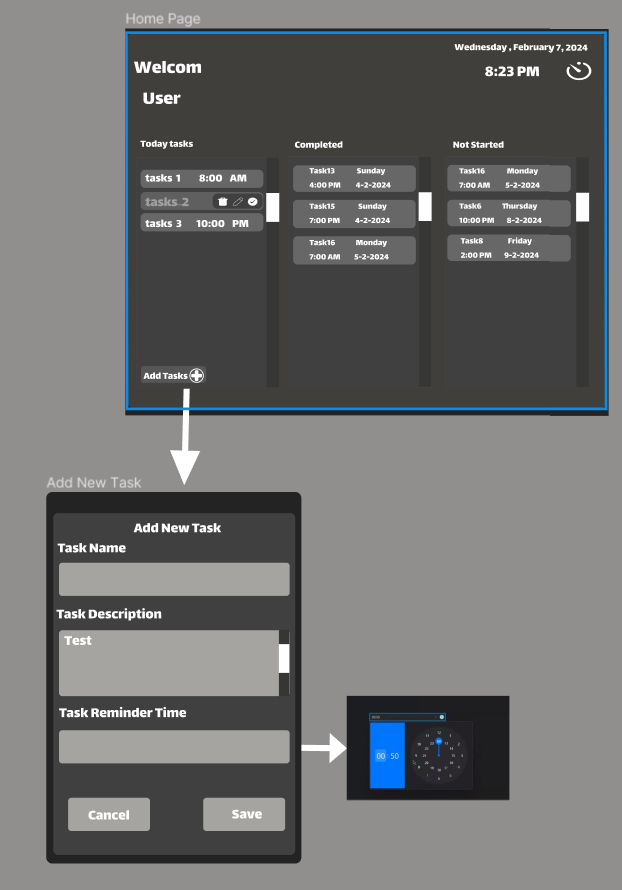 Home Page
Wednesday , February 7, 2024
Welcom
8:23 PM
User
Today tasks
Completed
Not Started
tasks 1 8:00 AM
tasks 2
tasks 3 10:00 PM
Add Tasks
Task13 Sunday
4:00 PM 4-2-2024
Task15 Sunday
7:00 PM 4-2-2024
Task16 Monday
7:00 AM 5-2-2024
Task16 Monday
7:00 AM 5-2-2024
Task6 Thursday
10:00 PM 8-2-2024
Task8 Friday
2:00 PM 9-2-2024
Add New Task
Add New Task
Task Name
Task Description
Test
Task Reminder Time
Cancel
Save
00 : 50